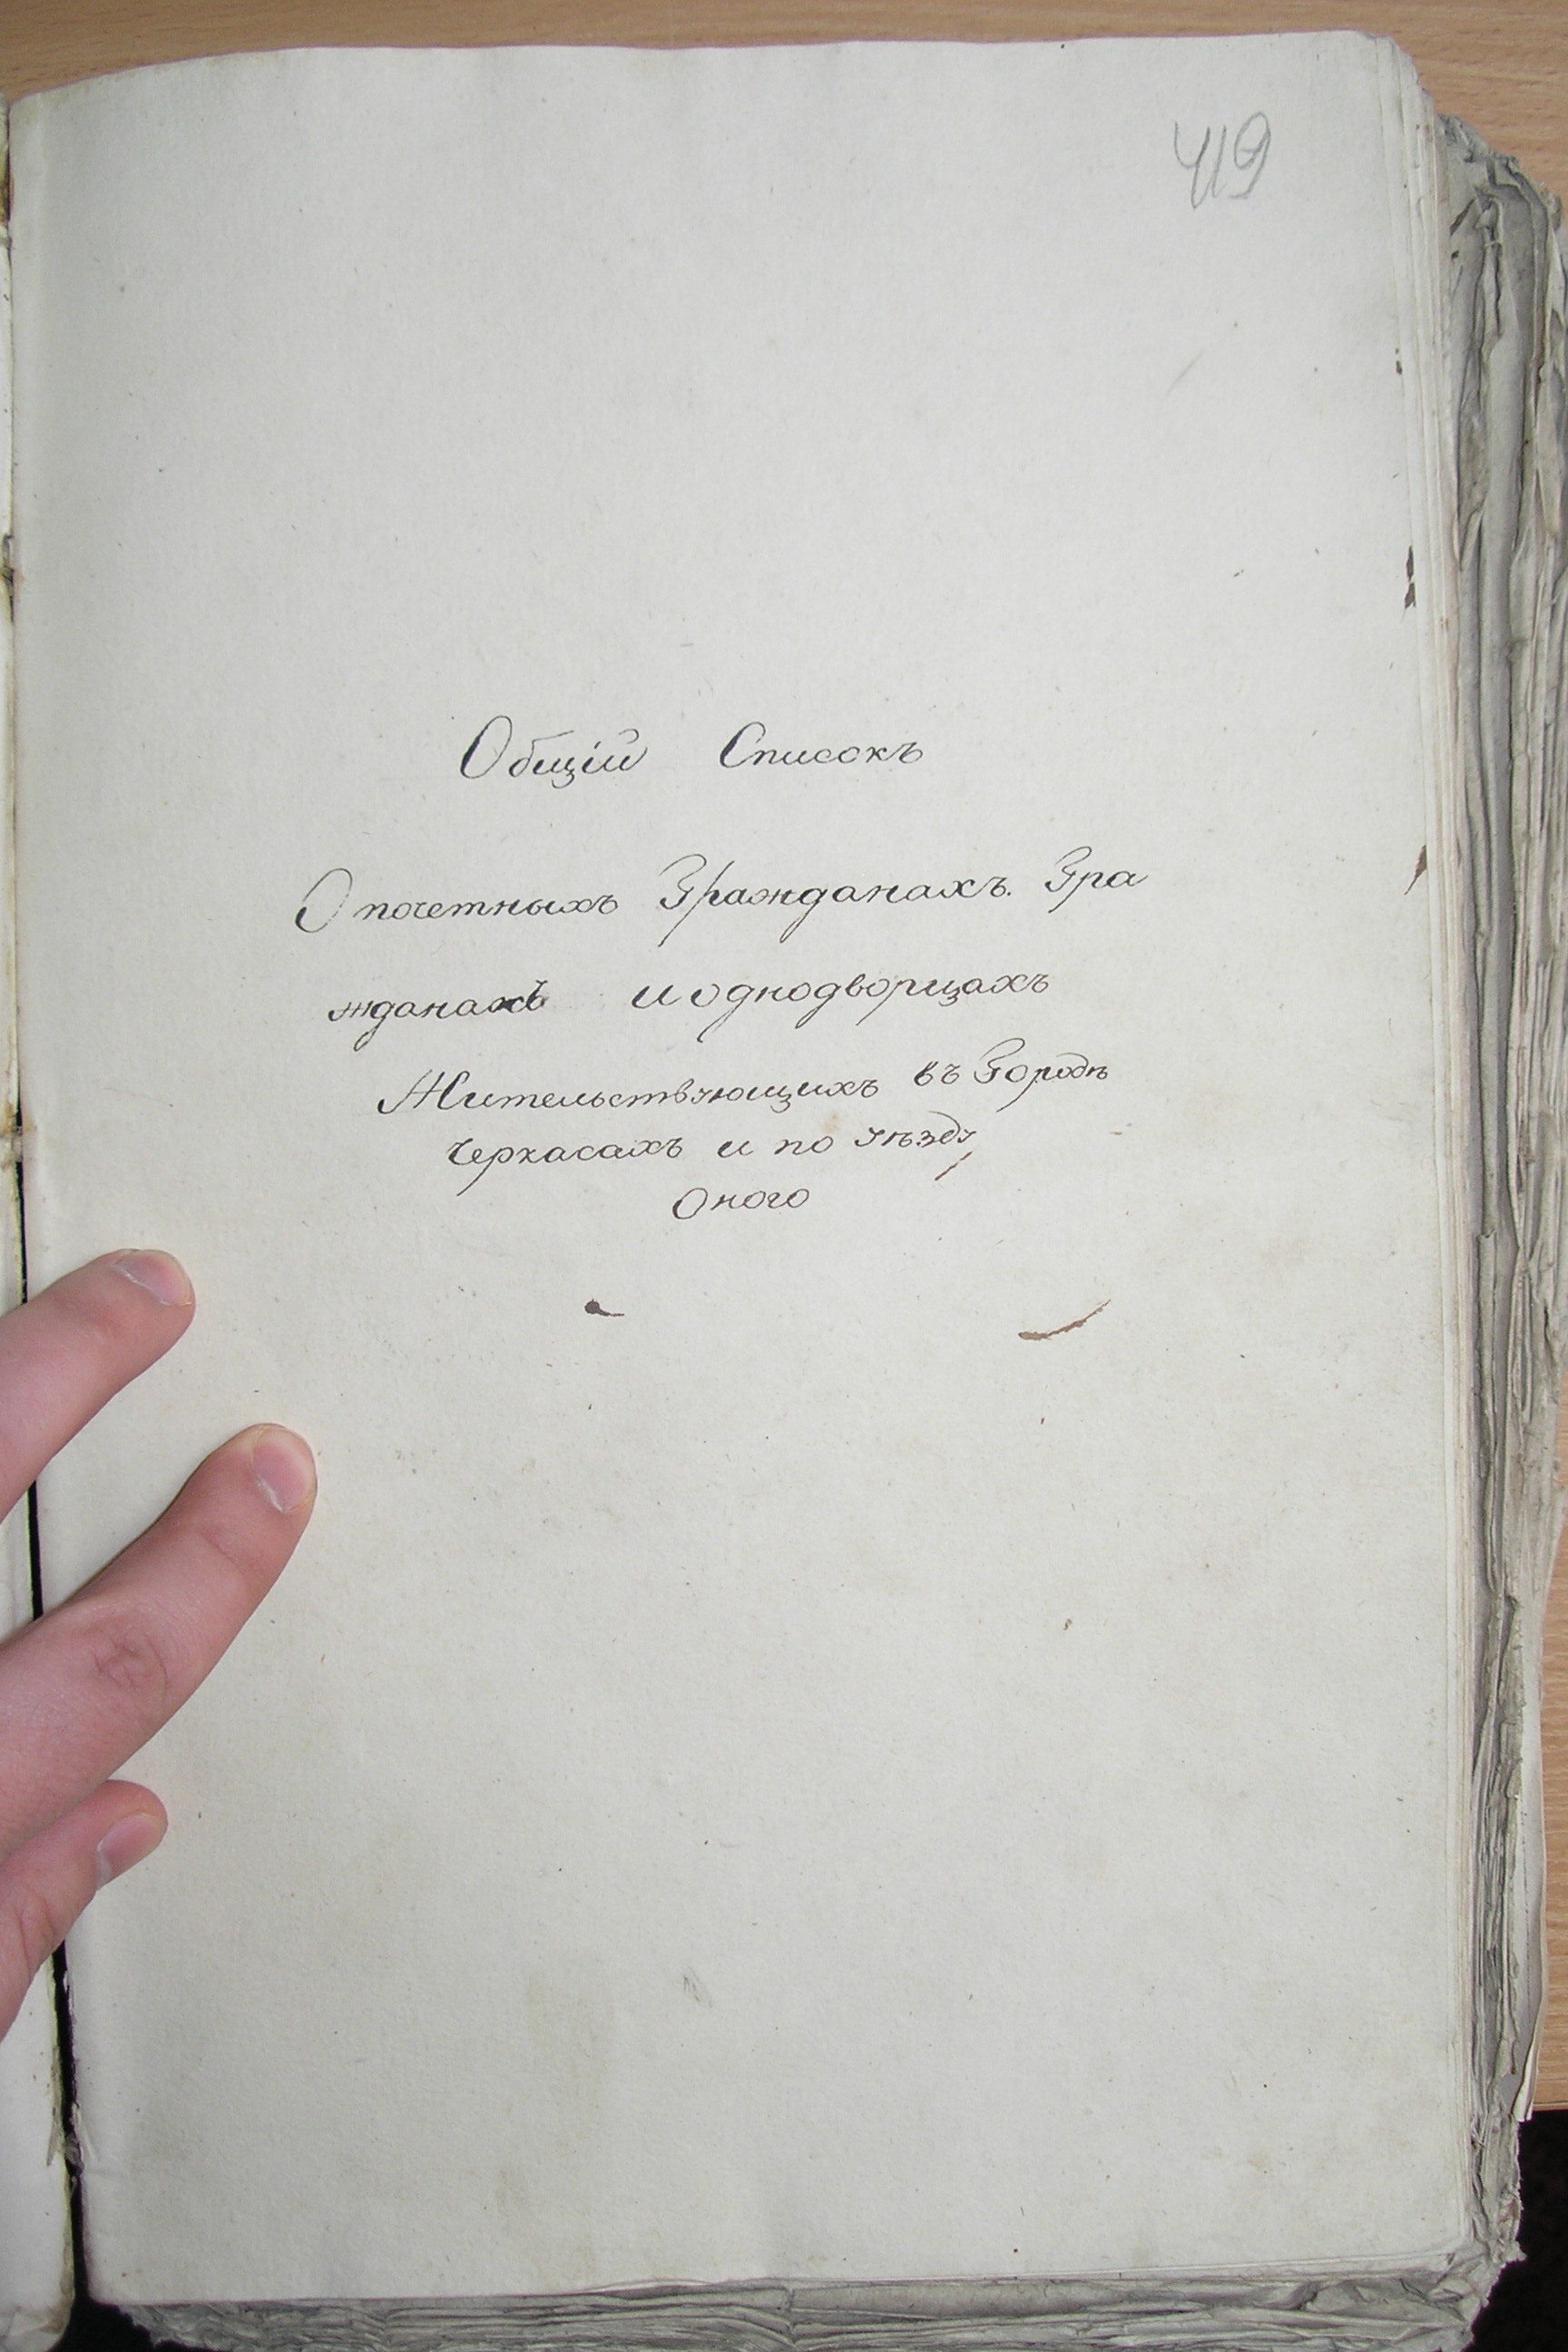 419
Общій Списокъ
О почетныхъ Гражданахъ. Гра
жданахъ и однодворцахъ
Жительствующихъ въ Городѣ
Черкасахъ и по уѣзду
Оного